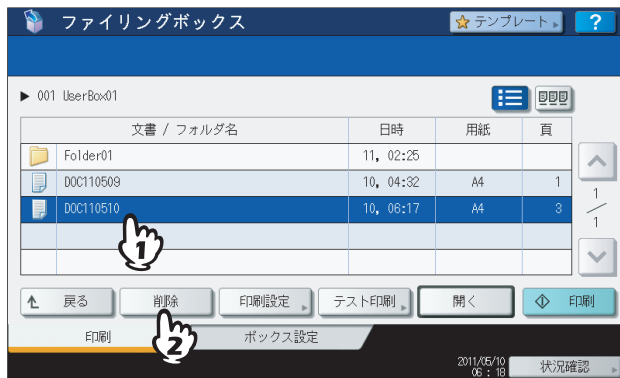 ファイリングボックス
テンプレート
?
001 UserBox01
文書 / フォルダ名 日時 用紙 頁
Folder01 11, 02:25
DOC110509 10, 04:32 A4 1
DOC110510 10, 06:17 A4 3
1
1
1
戻る 削除 印刷設定 テスト印刷 開く 印刷
2
印刷 ボックス設定
2011/05/10
06 : 18
状況確認